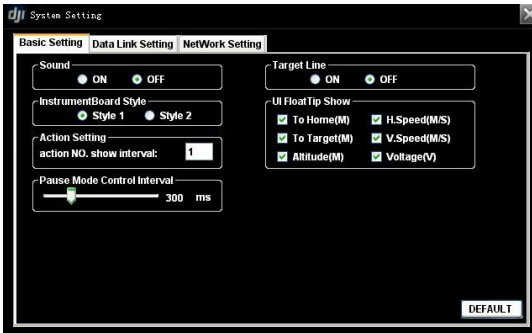 dji System Setting
Basic Setting Data Link Setting NetWork Setting
Sound
ON OFF
Target Line
ON OFF
InstrumentBoard Style
Style 1 Style 2
UI FloatTip Show
To Home(M) H.Speed(M/S)
To Target(M) V.Speed(M/S)
Altitude(M) Voltage(V)
Action Setting
action NO. show interval: 1
Pause Mode Control Interval
300 ms
DEFAULT